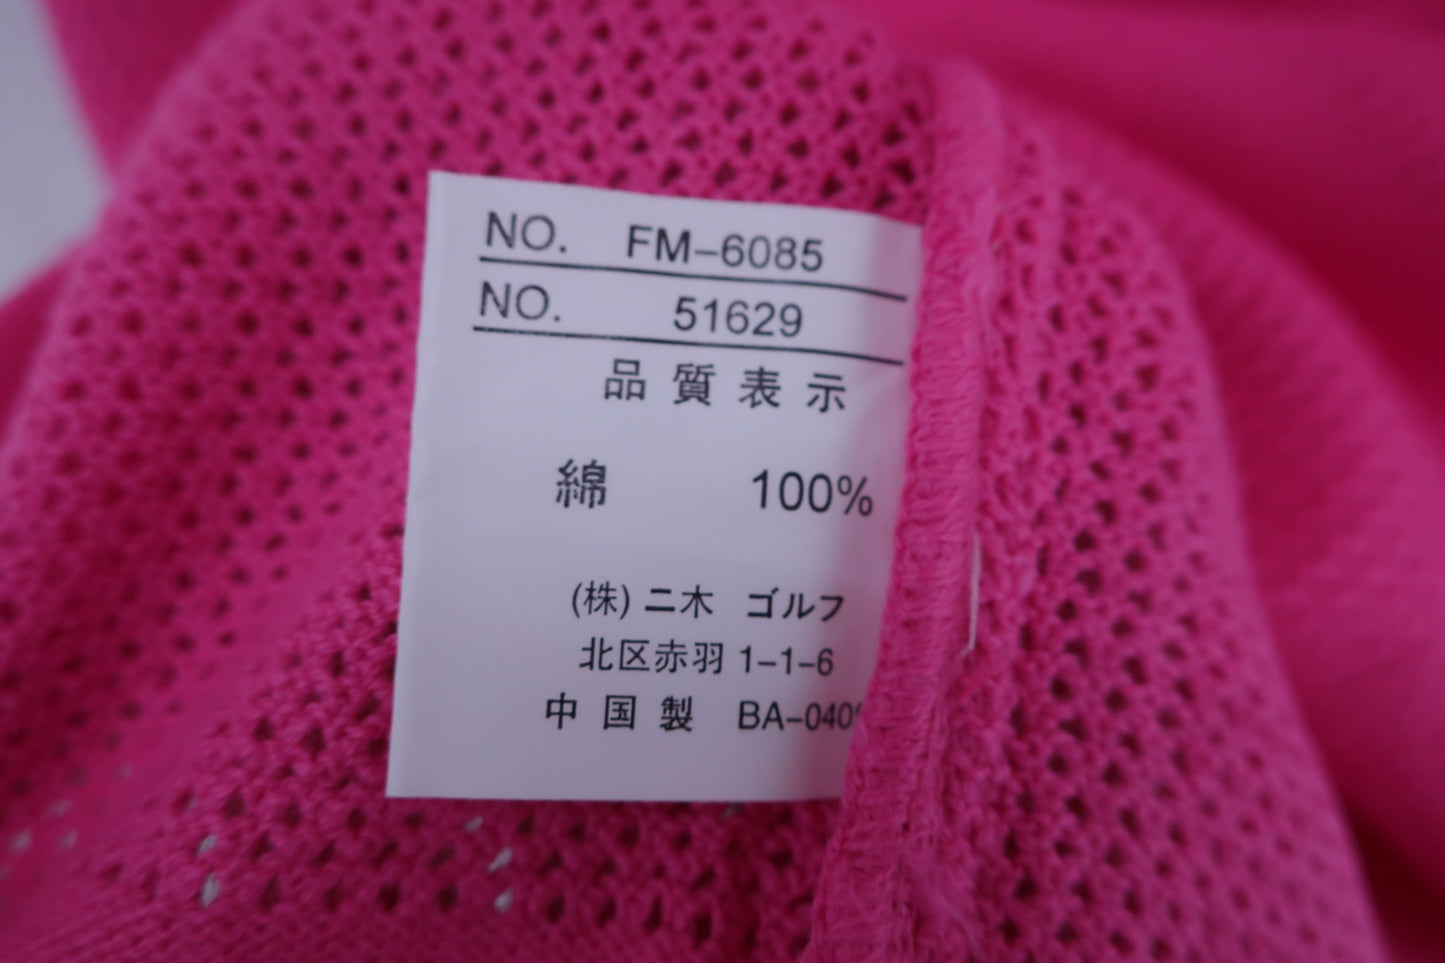 NO. FM-6085
NO. 51629
品質表示
綿 100%
(株)二木 ゴルフ
北区赤羽 1-1-6
中国製